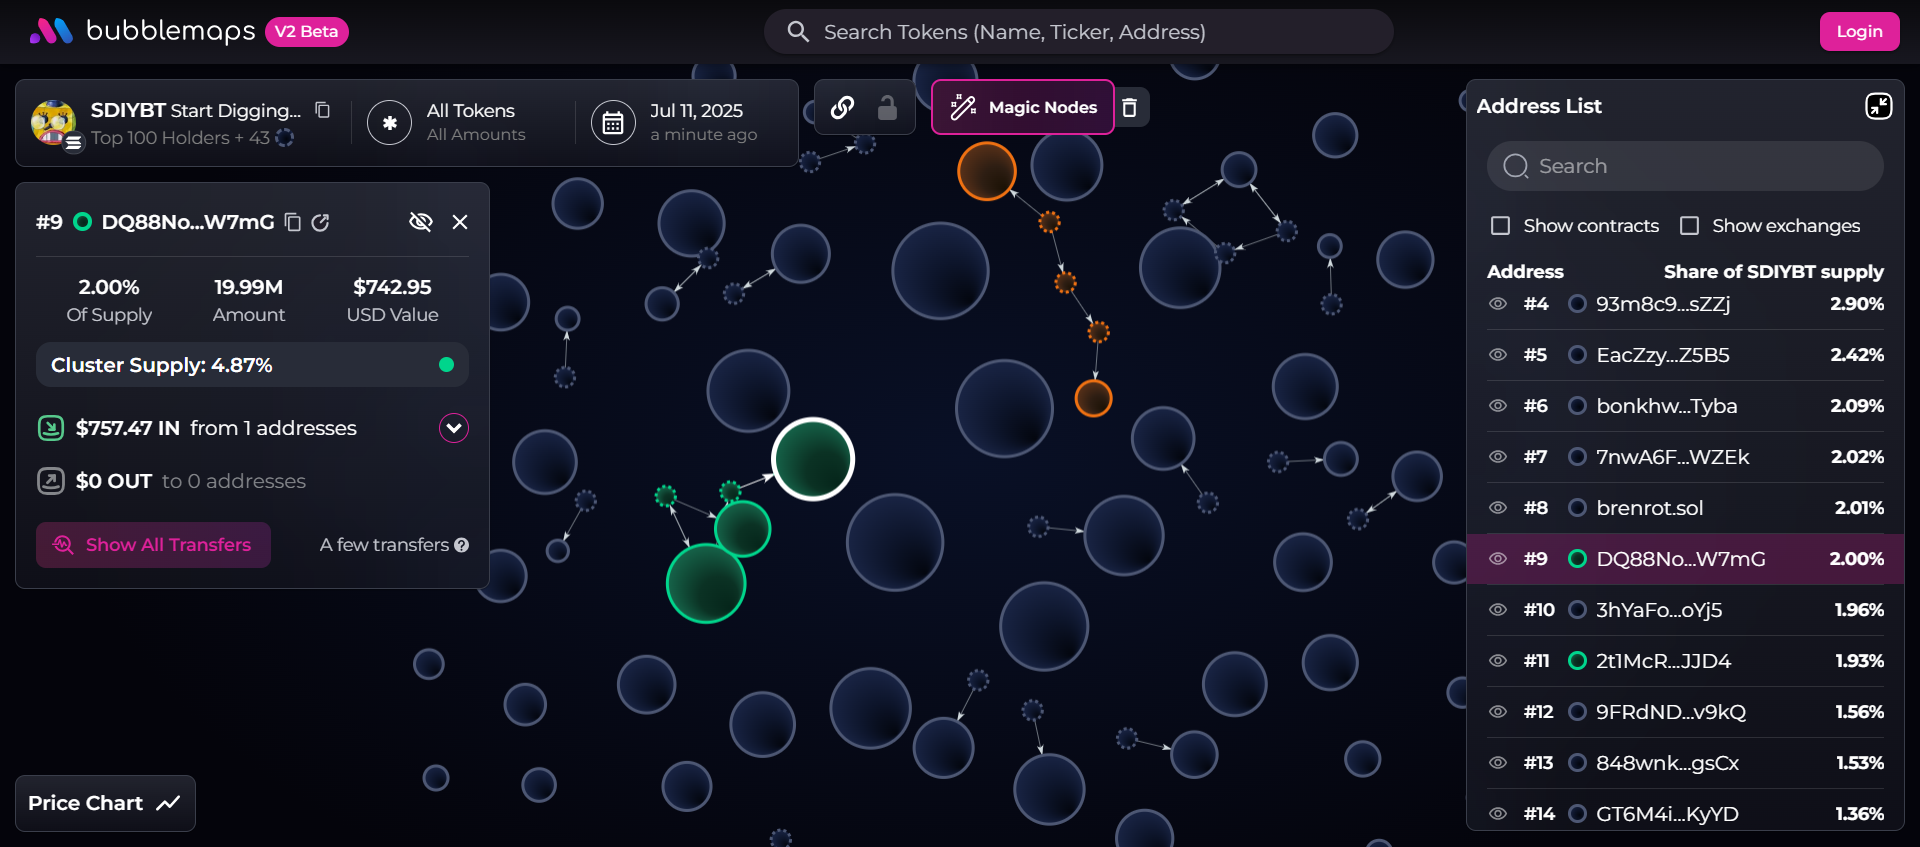 bubblemaps V2 Beta
Search Tokens (Name, Ticker, Address)
Login
SDIYBT Start Digging...
Top 100 Holders + 43
All Tokens
All Amounts
Jul 11, 2025
a minute ago
Magic Nodes
#9 DQ88No...W7mG
2.00% 19.99M $742.95
Of Supply Amount USD Value
Cluster Supply: 4.87%
$757.47 IN from 1 addresses
$0 OUT to 0 addresses
Show All Transfers A few transfers
Price Chart
Address List
Search
Show contracts Show exchanges
Address Share of SDIYBT supply
#4 93m8c9...sZZj 2.90%
#5 EacZzy...Z5B5 2.42%
#6 bonkhw...Tyba 2.09%
#7 7nwA6F...WZEk 2.02%
#8 brenrot.sol 2.01%
#9 DQ88No...W7mG 2.00%
#10 3hYaFo...oYj5 1.96%
#11 2t1McR...JJD4 1.93%
#12 9FRdND...v9kQ 1.56%
#13 848wnk...gsCx 1.53%
#14 GT6M4i...KyYD 1.36%